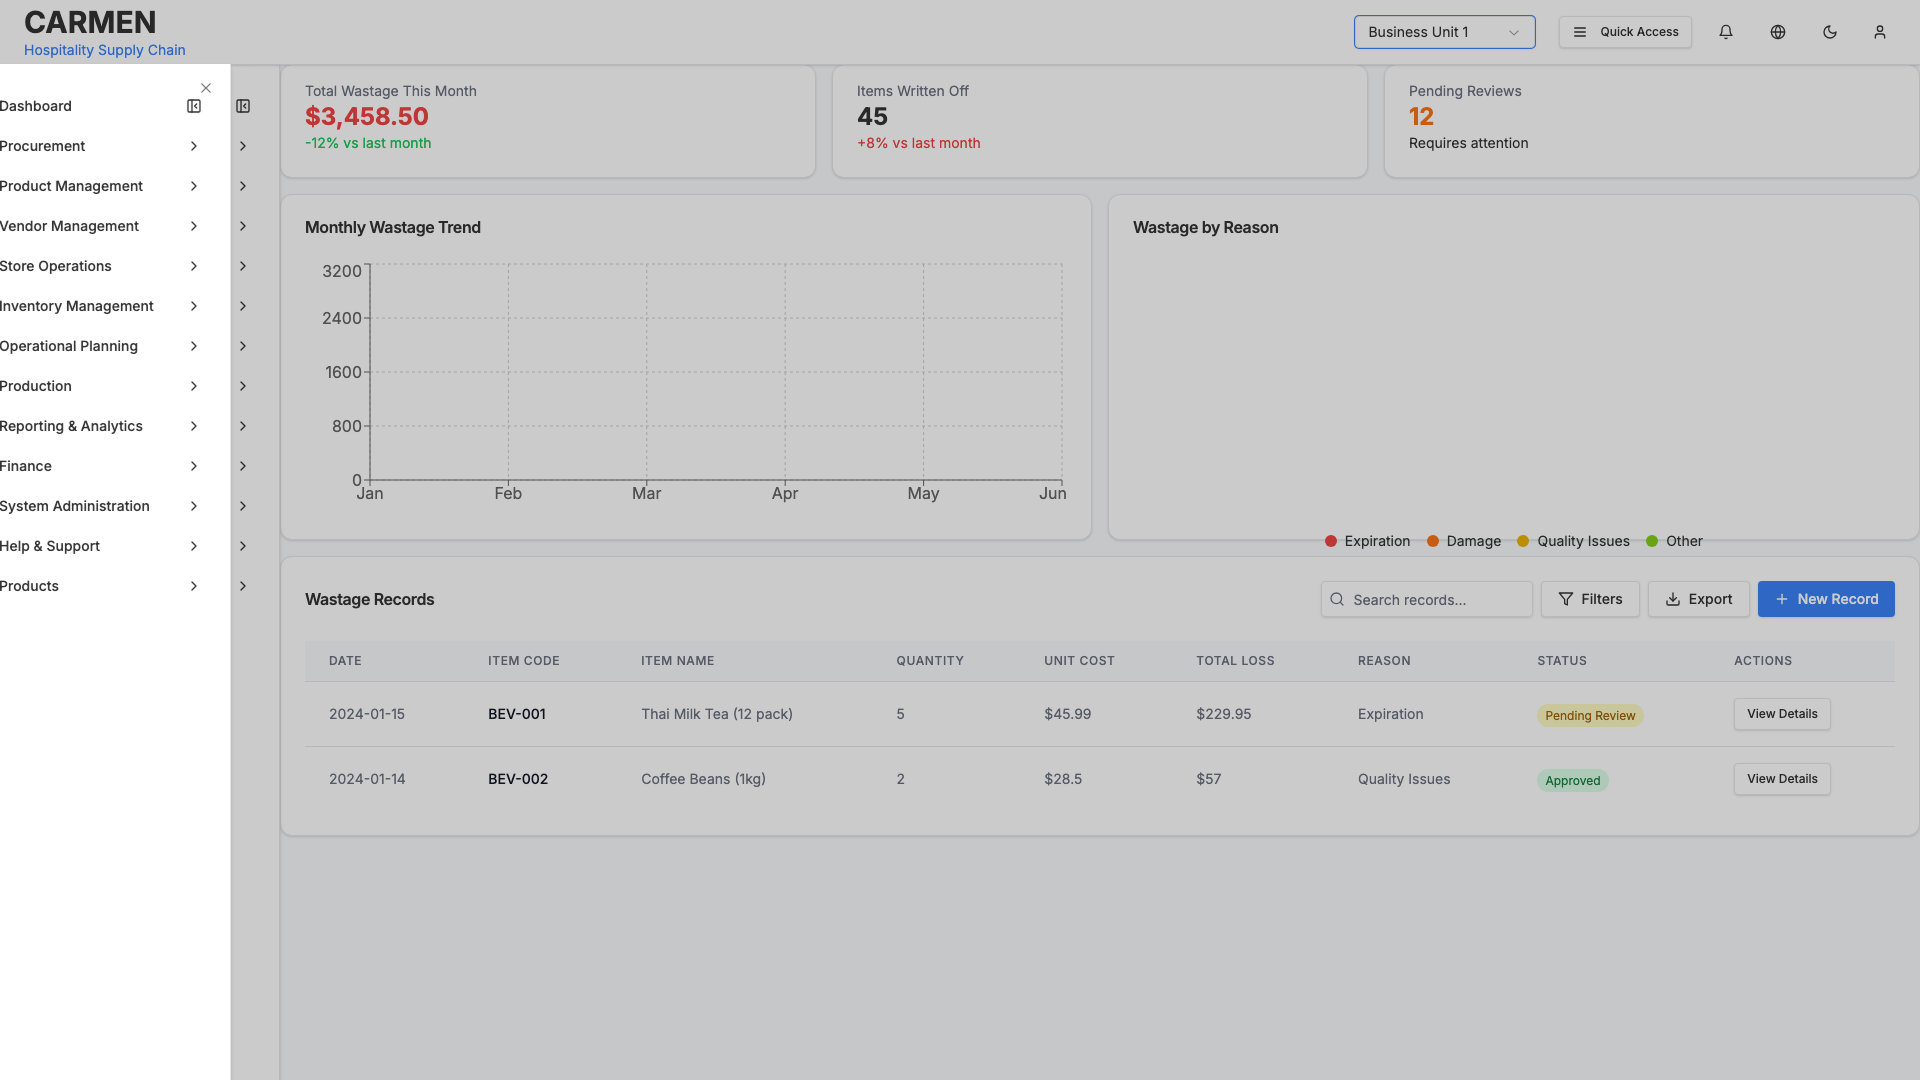 CARMEN
Hospitality Supply Chain
Business Unit 1
Quick Access
Dashboard
Procurement
Product Management
Vendor Management
Store Operations
Inventory Management
Operational Planning
Production
Reporting & Analytics
Finance
System Administration
Help & Support
Products
Total Wastage This Month
$3,458.50
-12% vs last month
Items Written Off
45
+8% vs last month
Pending Reviews
12
Requires attention
Monthly Wastage Trend
3200
2400
1600
800
0
Jan Feb Mar Apr May Jun
Wastage by Reason
Expiration Damage Quality Issues Other
Wastage Records
Search records...
Filters
Export
New Record
DATE ITEM CODE ITEM NAME QUANTITY UNIT COST TOTAL LOSS REASON STATUS ACTIONS
2024-01-15 BEV-001 Thai Milk Tea (12 pack) 5 $45.99 $229.95 Expiration Pending Review View Details
2024-01-14 BEV-002 Coffee Beans (1kg) 2 $28.5 $57 Quality Issues Approved View Details